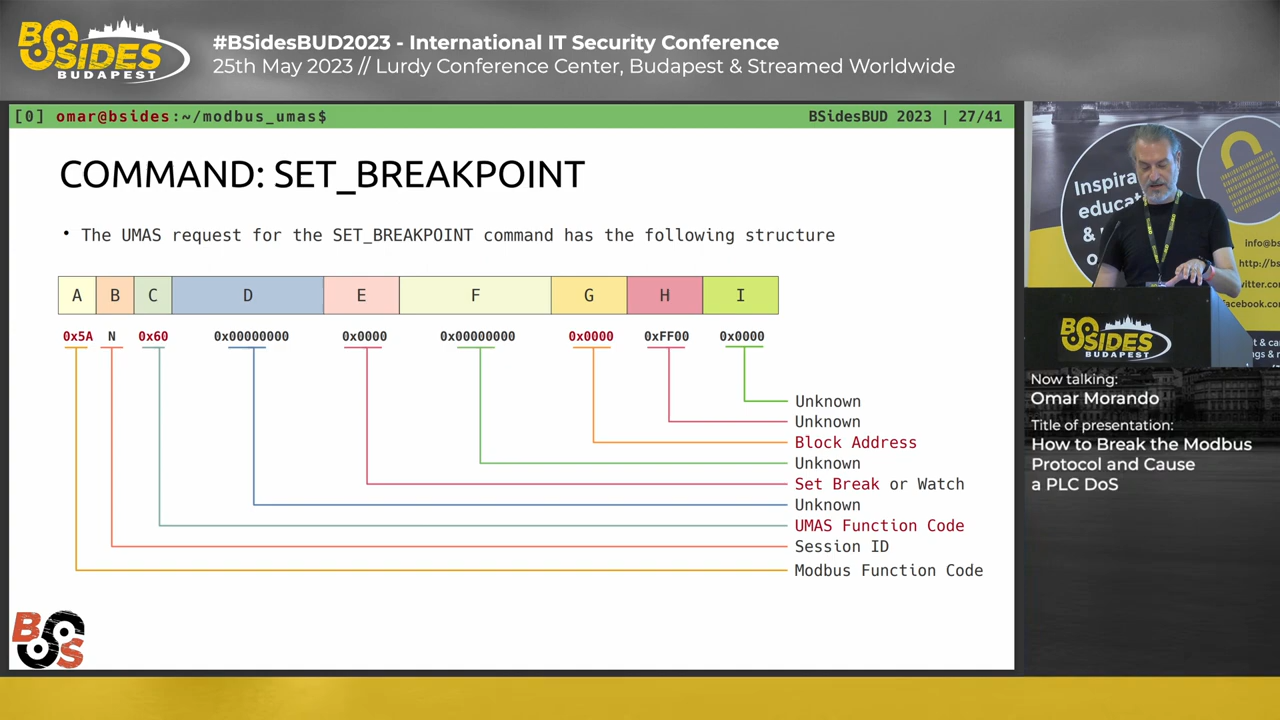 BSIDES
BUDAPEST
#BSidesBUD2023 - International IT Security Conference
25th May 2023 // Lurdy Conference Center, Budapest & Streamed Worldwide
[0] omar@bsides:~/modbus_umas$
BSidesBUD 2023 | 27/41
COMMAND: SET_BREAKPOINT
• The UMAS request for the SET_BREAKPOINT command has the following structure
A B C D E F G H I
0x5A N 0x60 0x00000000 0x0000 0x00000000 0x0000 0xFF00 0x0000
Unknown
Unknown
Block Address
Unknown
Set Break or Watch
Unknown
UMAS Function Code
Session ID
Modbus Function Code
BSIDES
BUDAPEST
Now talking:
Omar Morando
Title of presentation:
How to Break the Modbus
Protocol and Cause
a PLC DoS